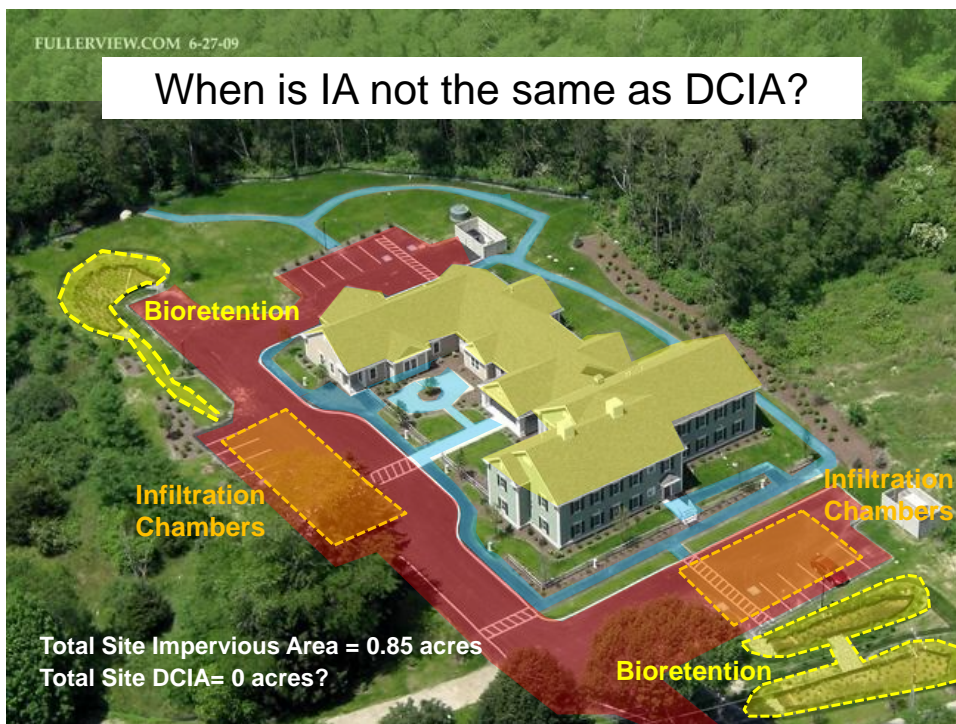 FULLERVIEW.COM 6-27-09
When is IA not the same as DCIA?
Bioretention
Infiltration
Chambers
Infiltration
Chambers
Total Site Impervious Area = 0.85 acres
Total Site DCIA= 0 acres?
Bioretention